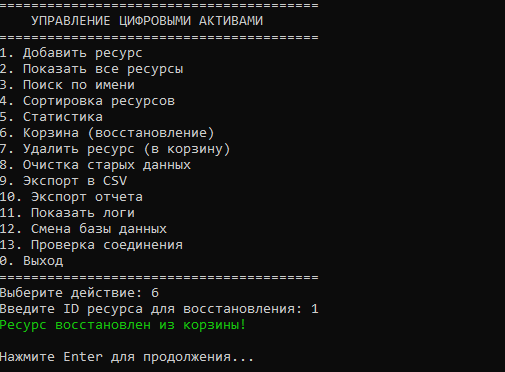 ========================================
УПРАВЛЕНИЕ ЦИФРОВЫМИ АКТИВАМИ
========================================
1. Добавить ресурс
2. Показать все ресурсы
3. Поиск по имени
4. Сортировка ресурсов
5. Статистика
6. Корзина (восстановление)
7. Удалить ресурс (в корзину)
8. Очистка старых данных
9. Экспорт в CSV
10. Экспорт отчета
11. Показать логи
12. Смена базы данных
13. Проверка соединения
0. Выход
========================================
Выберите действие: 6
Введите ID ресурса для восстановления: 1
Ресурс восстановлен из корзины!
Нажмите Enter для продолжения...